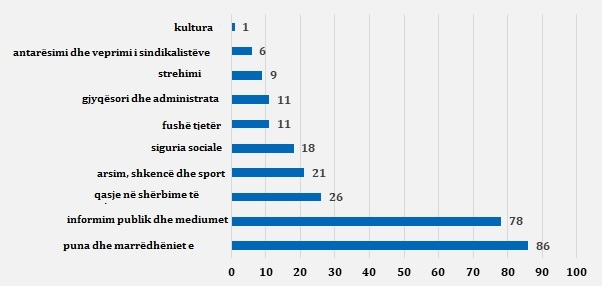 kultura 1
antarësimi dhe veprimi i sindikalistëve 6
strehimi 9
gjyqësori dhe administrata 11
fushë tjetër 11
siguria sociale 18
arsim, shkencë dhe sport 21
qasje në shërbime të 26
informim publik dhe mediumet 78
puna dhe marrëdhëniet e 86
0 10 20 30 40 50 60 70 80 90 100